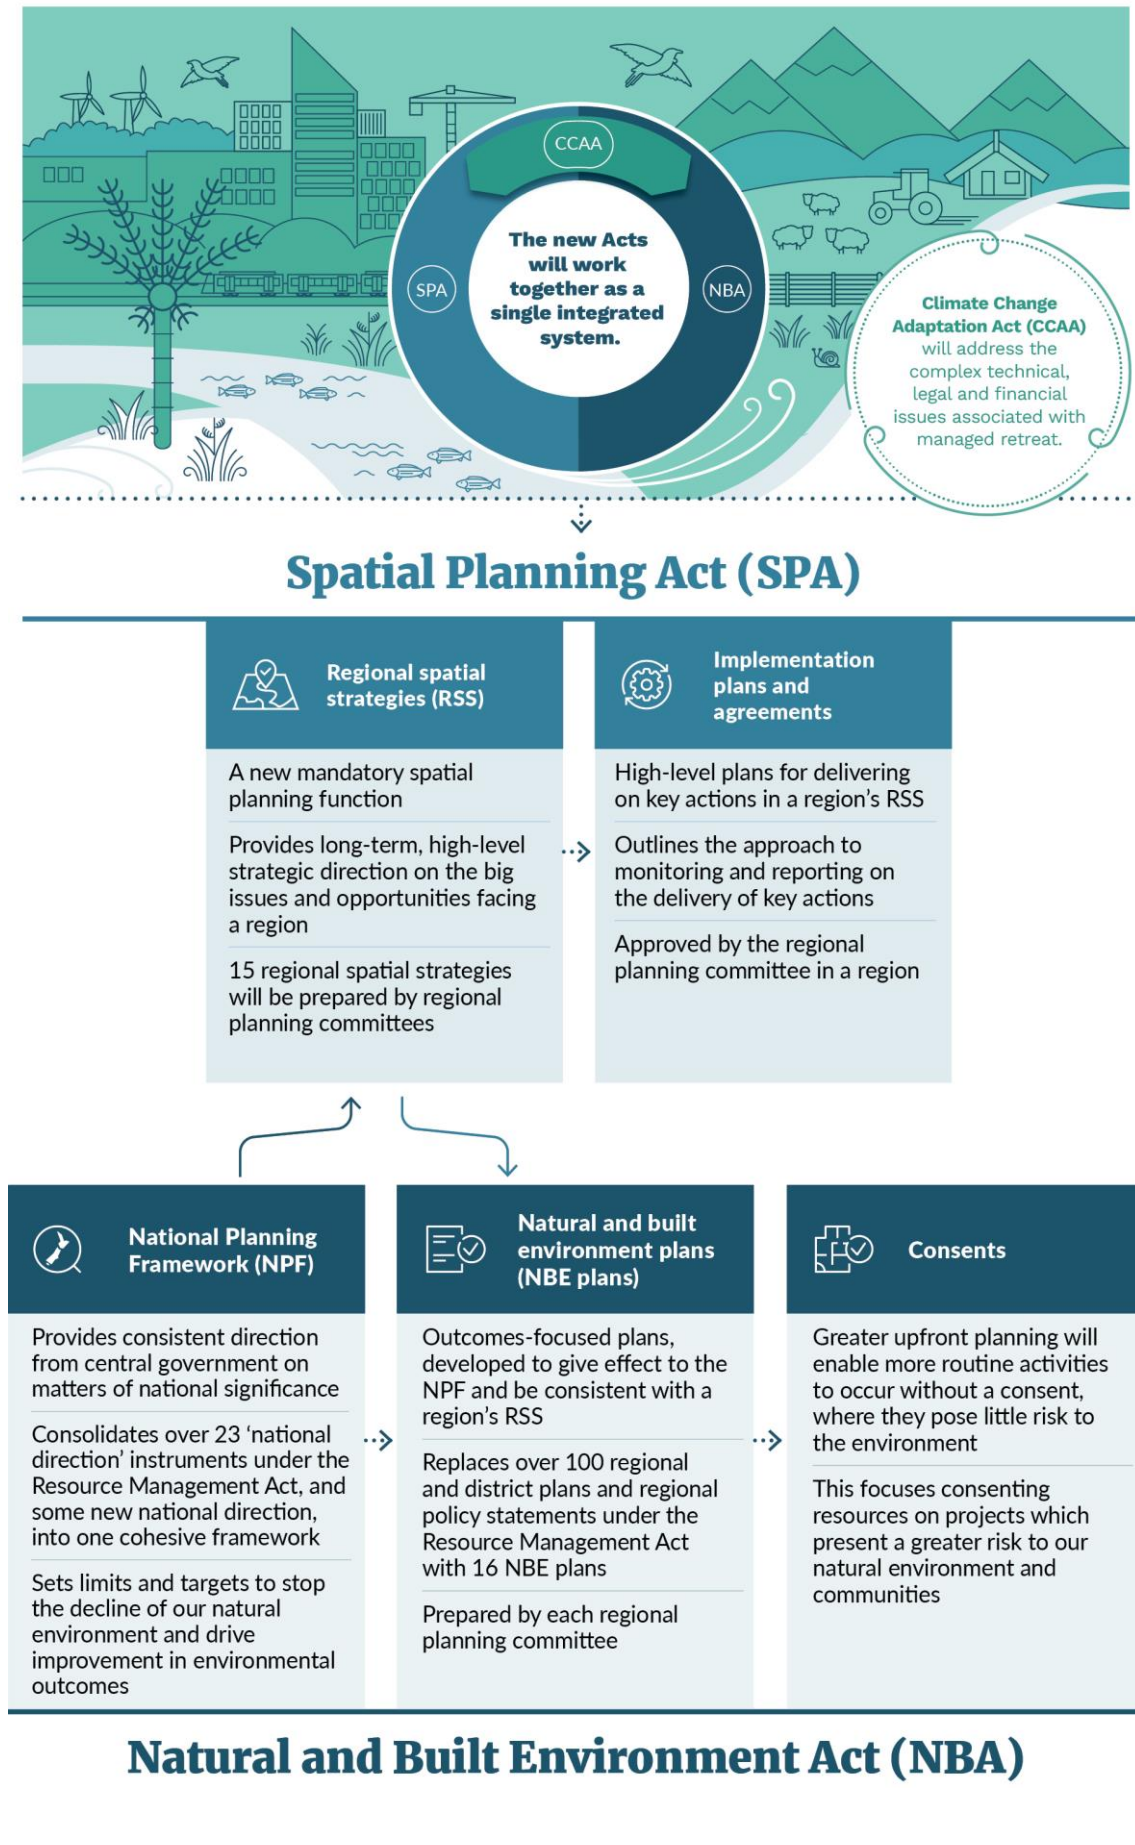 CCAA
SPA
NBA
The new Acts
will work
together as a
single integrated
system.
Climate Change
Adaptation Act (CCAA)
will address the
complex technical,
legal and financial
issues associated with
managed retreat.
Spatial Planning Act (SPA)
Regional spatial
strategies (RSS)
A new mandatory spatial
planning function
Provides long-term, high-level
strategic direction on the big
issues and opportunities facing
a region
15 regional spatial strategies
will be prepared by regional
planning committees
Implementation
plans and
agreements
High-level plans for delivering
on key actions in a region’s RSS
Outlines the approach to
monitoring and reporting on
the delivery of key actions
Approved by the regional
planning committee in a region
National Planning
Framework (NPF)
Provides consistent direction
from central government on
matters of national significance
Consolidates over 23 ‘national
direction’ instruments under the
Resource Management Act, and
some new national direction,
into one cohesive framework
Sets limits and targets to stop
the decline of our natural
environment and drive
improvement in environmental
outcomes
Natural and built
environment plans
(NBE plans)
Outcomes-focused plans,
developed to give effect to the
NPF and be consistent with a
region’s RSS
Replaces over 100 regional
and district plans and regional
policy statements under the
Resource Management Act
with 16 NBE plans
Prepared by each regional
planning committee
Consents
Greater upfront planning will
enable more routine activities
to occur without a consent,
where they pose little risk to
the environment
This focuses consenting
resources on projects which
present a greater risk to our
natural environment and
communities
Natural and Built Environment Act (NBA)